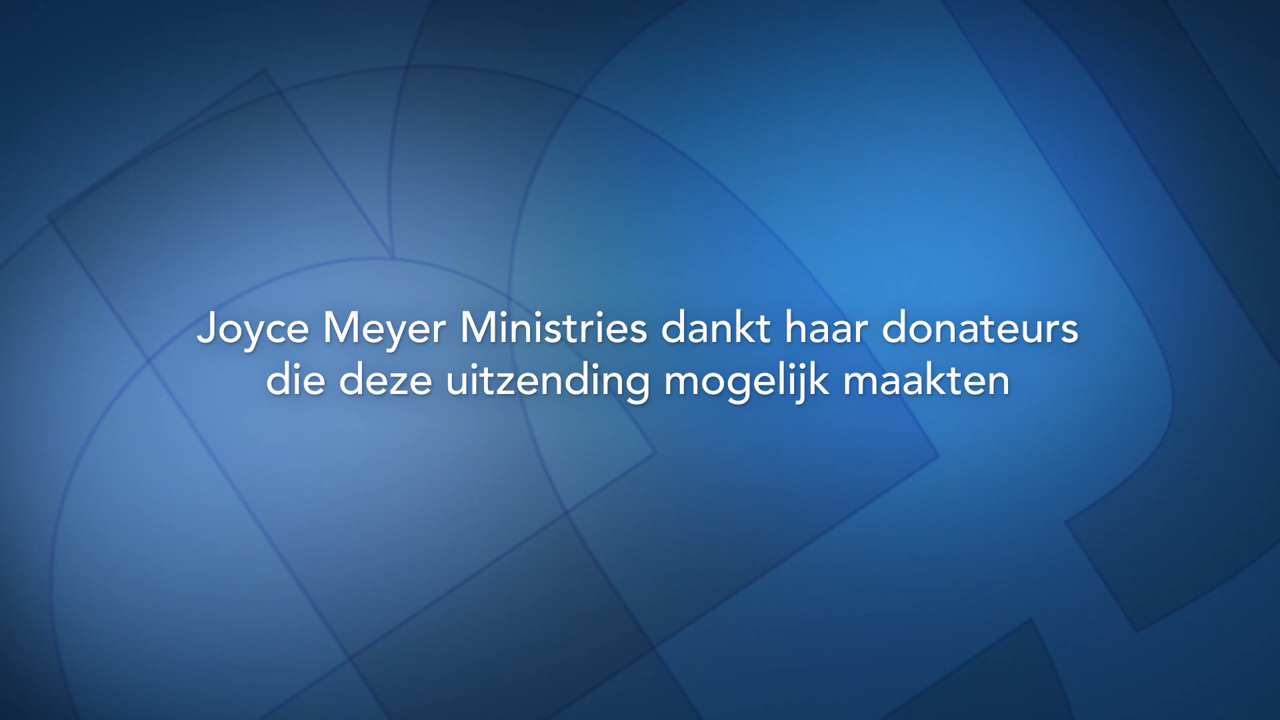 Joyce Meyer Ministries dankt haar donateurs
die deze uitzending mogelijk maakten